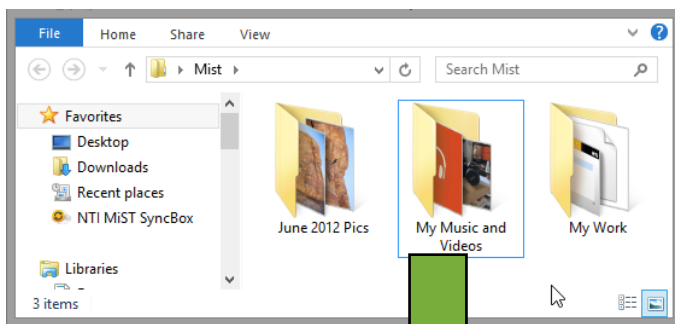 File Home Share View
Mist Search Mist
Favorites
Desktop
Downloads
Recent places
NTI MiST SyncBox
Libraries
June 2012 Pics
My Music and
Videos
My Work
3 items